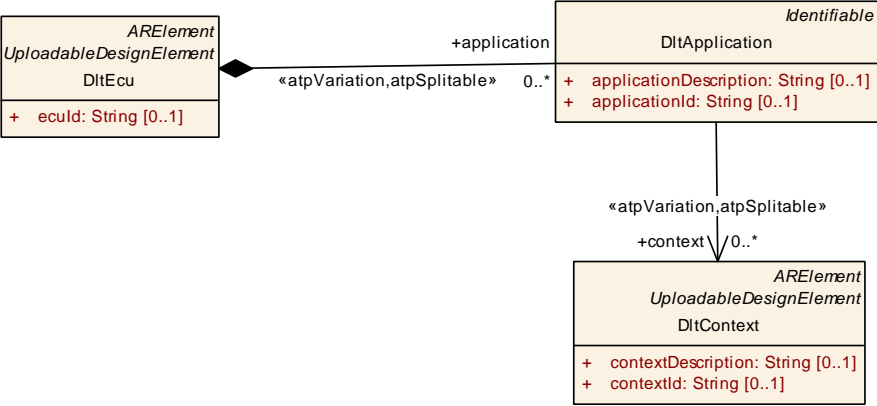 ARElement
UploadableDesignElement
DltEcu
+ ecuId: String [0..1]
+application
«atpVariation,atpSplitable» 0..*
Identifiable
DltApplication
+ applicationDescription: String [0..1]
+ applicationId: String [0..1]
«atpVariation,atpSplitable»
+context 0..*
ARElement
UploadableDesignElement
DltContext
+ contextDescription: String [0..1]
+ contextId: String [0..1]